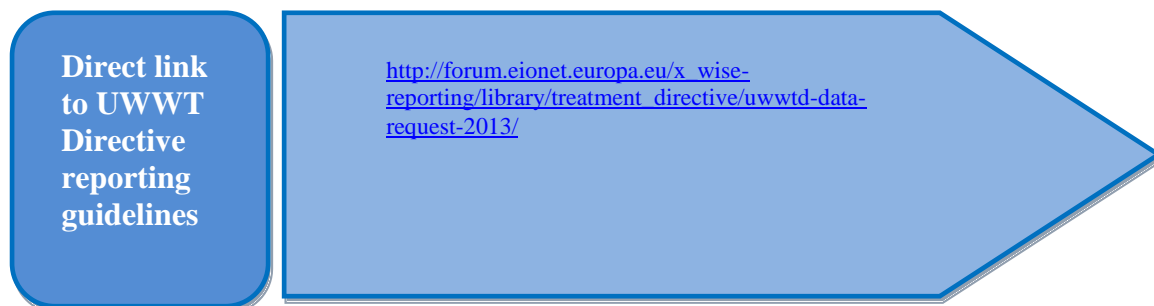 Direct link
to UWWT
Directive
reporting
guidelines
http://forum.eionet.europa.eu/x_wise-
reporting/library/treatment_directive/uwwtd-data-
request-2013/